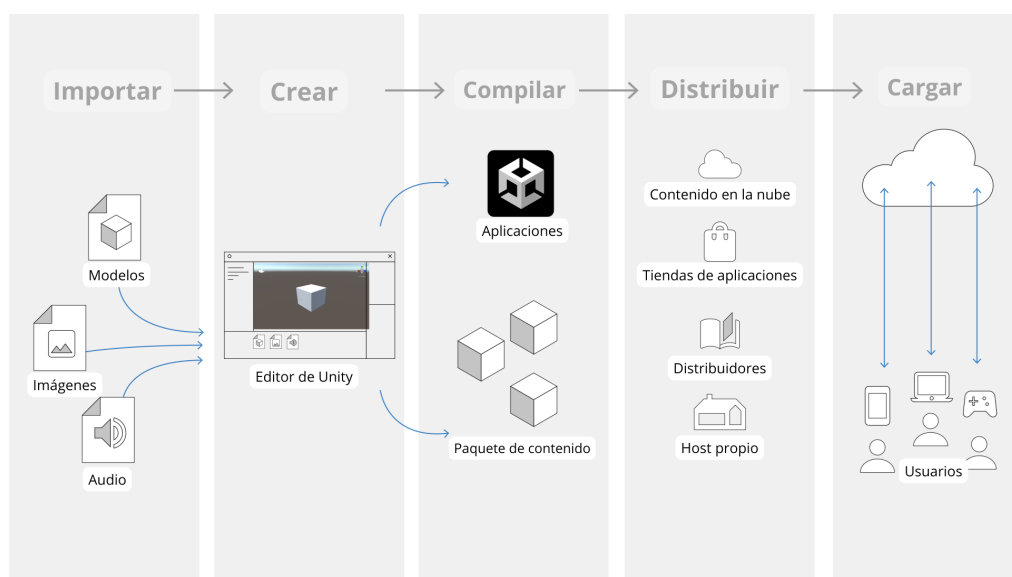 Importar
Crear
Compilar
Distribuir
Cargar
Modelos
Imágenes
Audio
Editor de Unity
Aplicaciones
Paquete de contenido
Contenido en la nube
Tiendas de aplicaciones
Distribuidores
Host propio
Usuarios